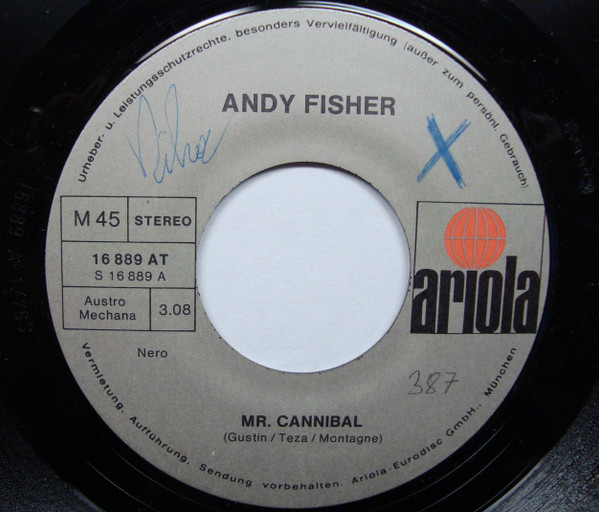 Urheber- u. Leistungsschutzrechte, besonders Vervielfältigung (außer zum persönl. Gebrauch)
ANDY FISHER
X
M 45
STEREO
16 889 AT
S 16 889 A
Austro
Mechana
3.08
ariola
Nero
387
MR. CANNIBAL
(Gustin / Teza / Montagne)
Vermietung, Aufführung, Sendung vorbehalten. Ariola-Eurodisc GmbH., München